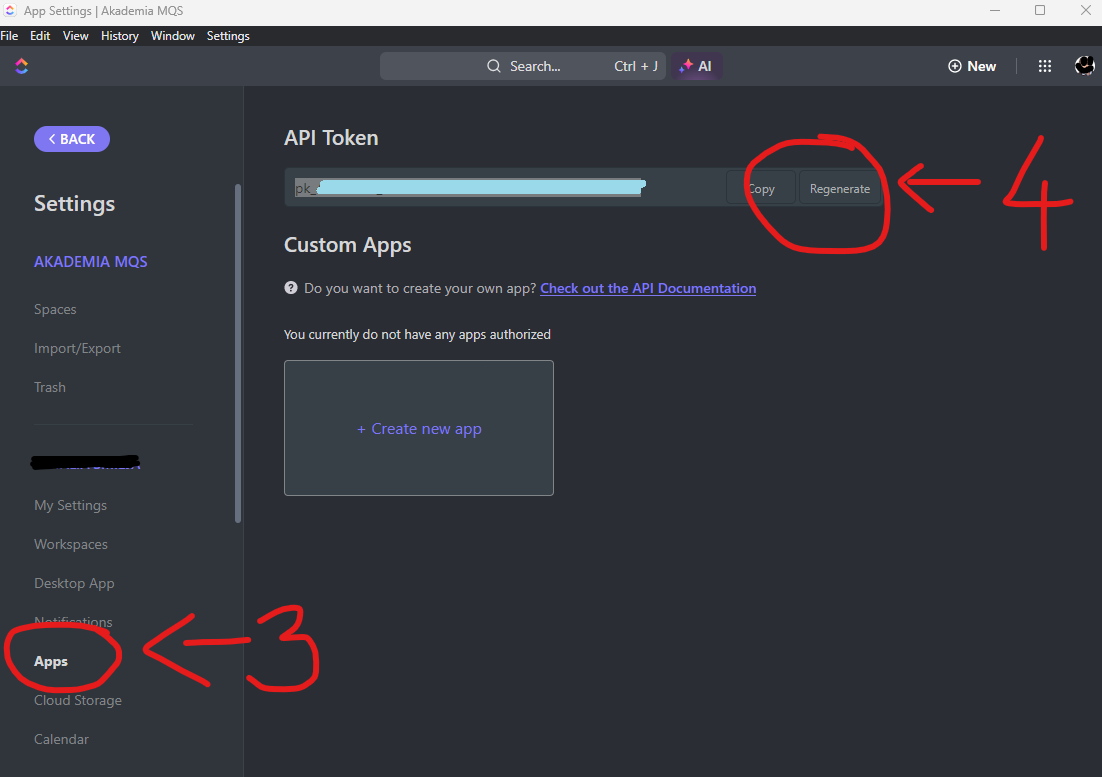 App Settings | Akademia MQS
File Edit View History Window Settings
Search... Ctrl + J AI New
BACK
Settings
AKADEMIA MQS
Spaces
Import/Export
Trash
My Settings
Workspaces
Desktop App
Notifications
Apps
Cloud Storage
Calendar
3
API Token
pk_
Copy Regenerate
4
Custom Apps
? Do you want to create your own app? Check out the API Documentation
You currently do not have any apps authorized
+ Create new app